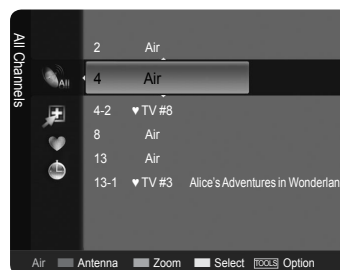 All Channels
2 Air
All
4 Air
4-2 ♥ TV #8
8 Air
13 Air
13-1 ♥ TV #3 Alice's Adventures in Wonderlan
Air Antenna Zoom Select TOOLS Option